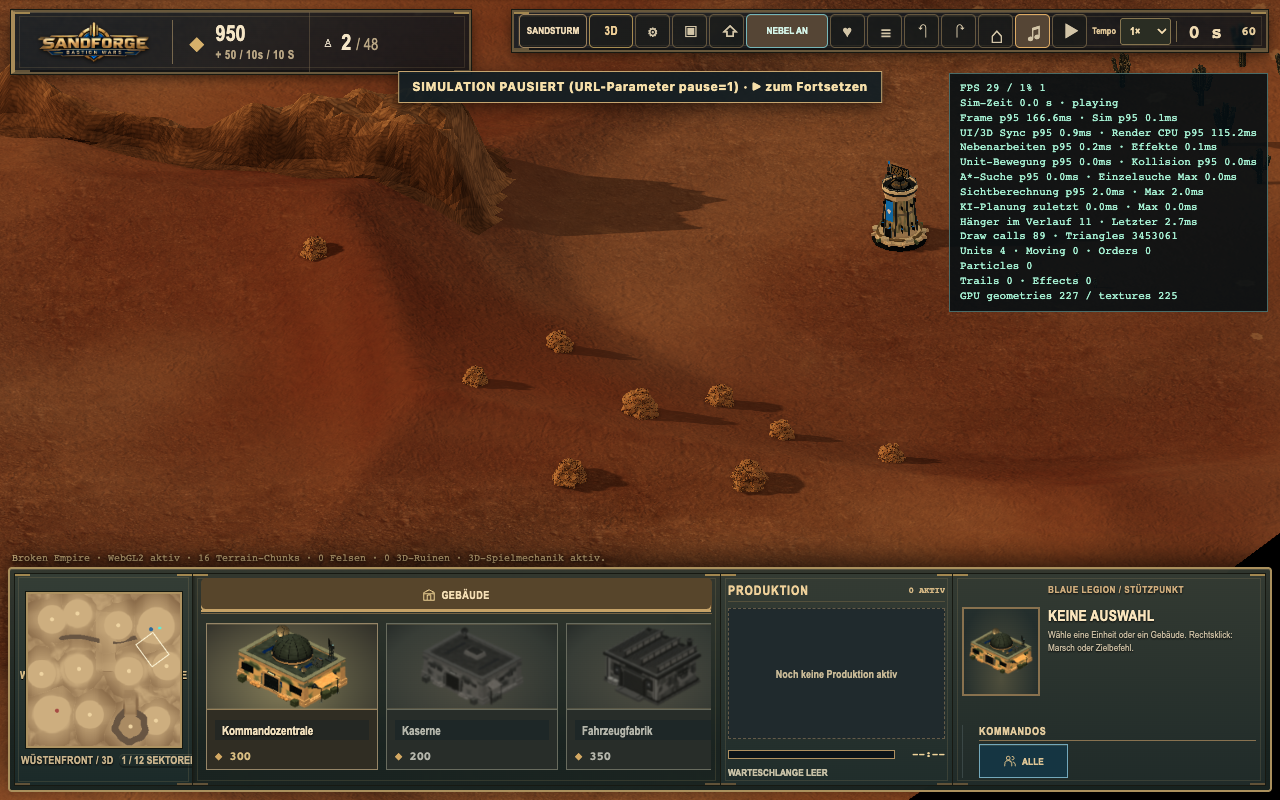 SANDFORGE
BASTION WARS
950
+ 50 / 10s / 10 S
2 / 48
SANDSTURM
3D
NEBEL AN
Tempo
1×
0 s
60
SIMULATION PAUSIERT (URL-Parameter pause=1) · ▶ zum Fortsetzen
FPS 29 / 1% 1
Sim-Zeit 0.0 s · playing
Frame p95 166.6ms · Sim p95 0.1ms
UI/3D Sync p95 0.9ms · Render CPU p95 115.2ms
Nebenarbeiten p95 0.2ms · Effekte 0.1ms
Unit-Bewegung p95 0.0ms · Kollision p95 0.0ms
A*-Suche p95 0.0ms · Einzelsuche Max 0.0ms
Sichtberechnung p95 2.0ms · Max 2.0ms
KI-Planung zuletzt 0.0ms · Max 0.0ms
Hänger im Verlauf 11 · Letzter 2.7ms
Draw calls 89 · Triangles 3453061
Units 4 · Moving 0 · Orders 0
Particles 0
Trails 0 · Effects 0
GPU geometries 227 / textures 225
Broken Empire · WebGL2 aktiv · 16 Terrain-Chunks · 0 Felsen · 0 3D-Ruinen · 3D-Spielmechanik aktiv.
WÜSTENFRONT / 3D
1 / 12 SEKTORE
GEBÄUDE
Kommandozentrale
300
Kaserne
200
Fahrzeugfabrik
350
PRODUKTION
0 AKTIV
Noch keine Produktion aktiv
--:--
WARTESCHLANGE LEER
BLAUE LEGION / STÜTZPUNKT
KEINE AUSWAHL
Wähle eine Einheit oder ein Gebäude. Rechtsklick:
Marsch oder Zielbefehl.
KOMMANDOS
ALLE